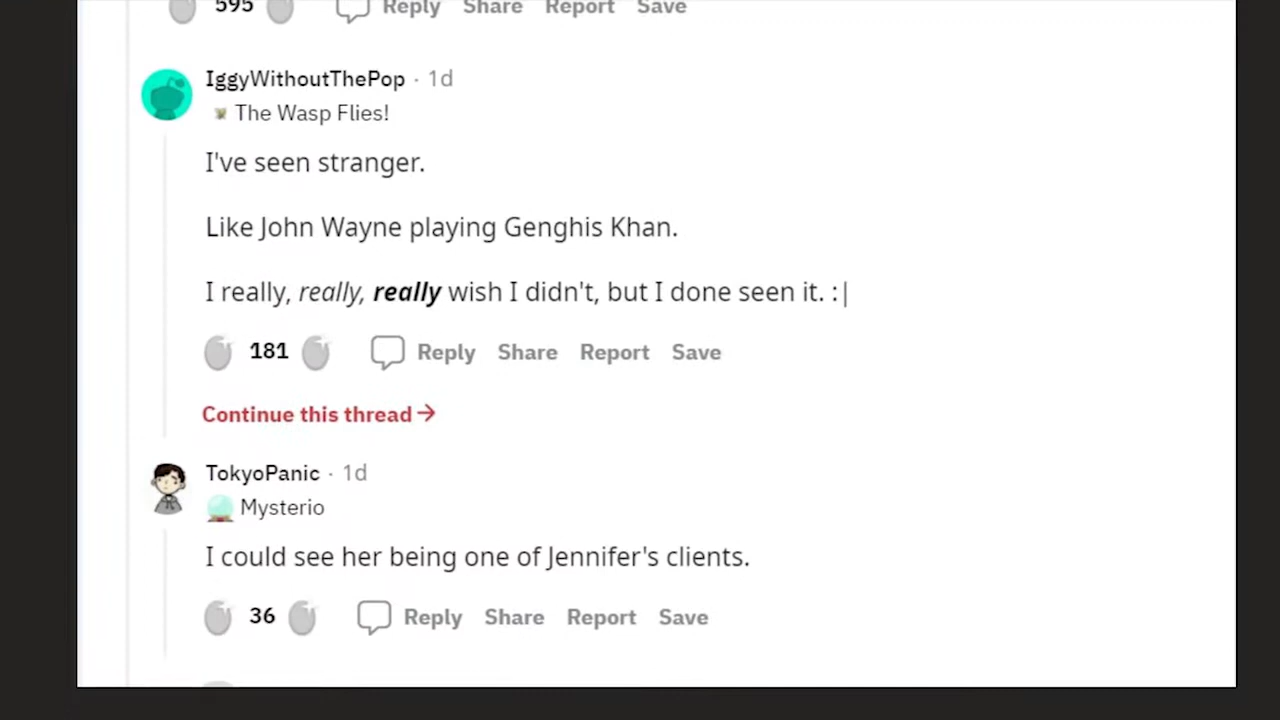 595 Reply Share Report Save
IggyWithoutThePop · 1d
The Wasp Flies!
I've seen stranger.
Like John Wayne playing Genghis Khan.
I really, really, really wish I didn't, but I done seen it. :|
181 Reply Share Report Save
Continue this thread →
TokyoPanic · 1d
Mysterio
I could see her being one of Jennifer's clients.
36 Reply Share Report Save